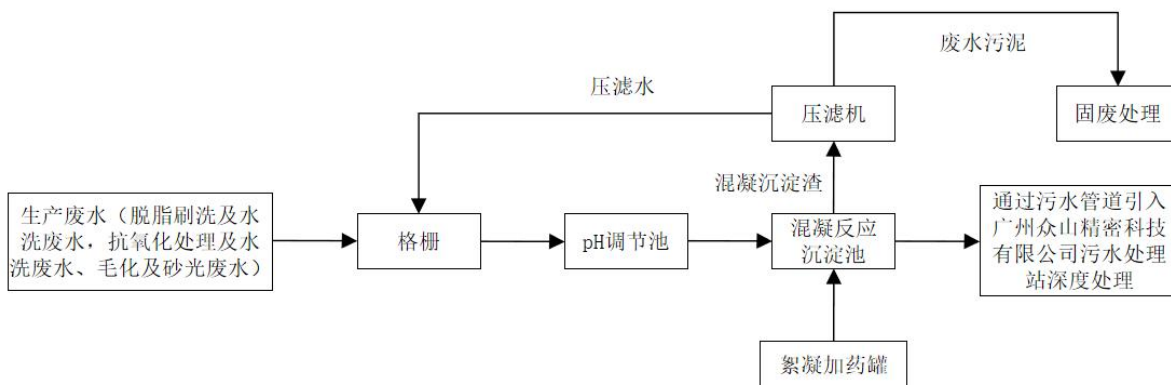 废水污泥
压滤水
压滤机
固废处理
混凝沉淀渣
生产废水（脱脂刷洗及水
洗废水，抗氧化处理及水
洗废水、毛化及砂光废水）
格栅
pH调节池
混凝反应
沉淀池
通过污水管道引入
广州众山精密科技
有限公司污水处理
站深度处理
絮凝加药罐